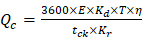 Q_c = (3600×E×K_d×T×η)/(t_ck×K_r)